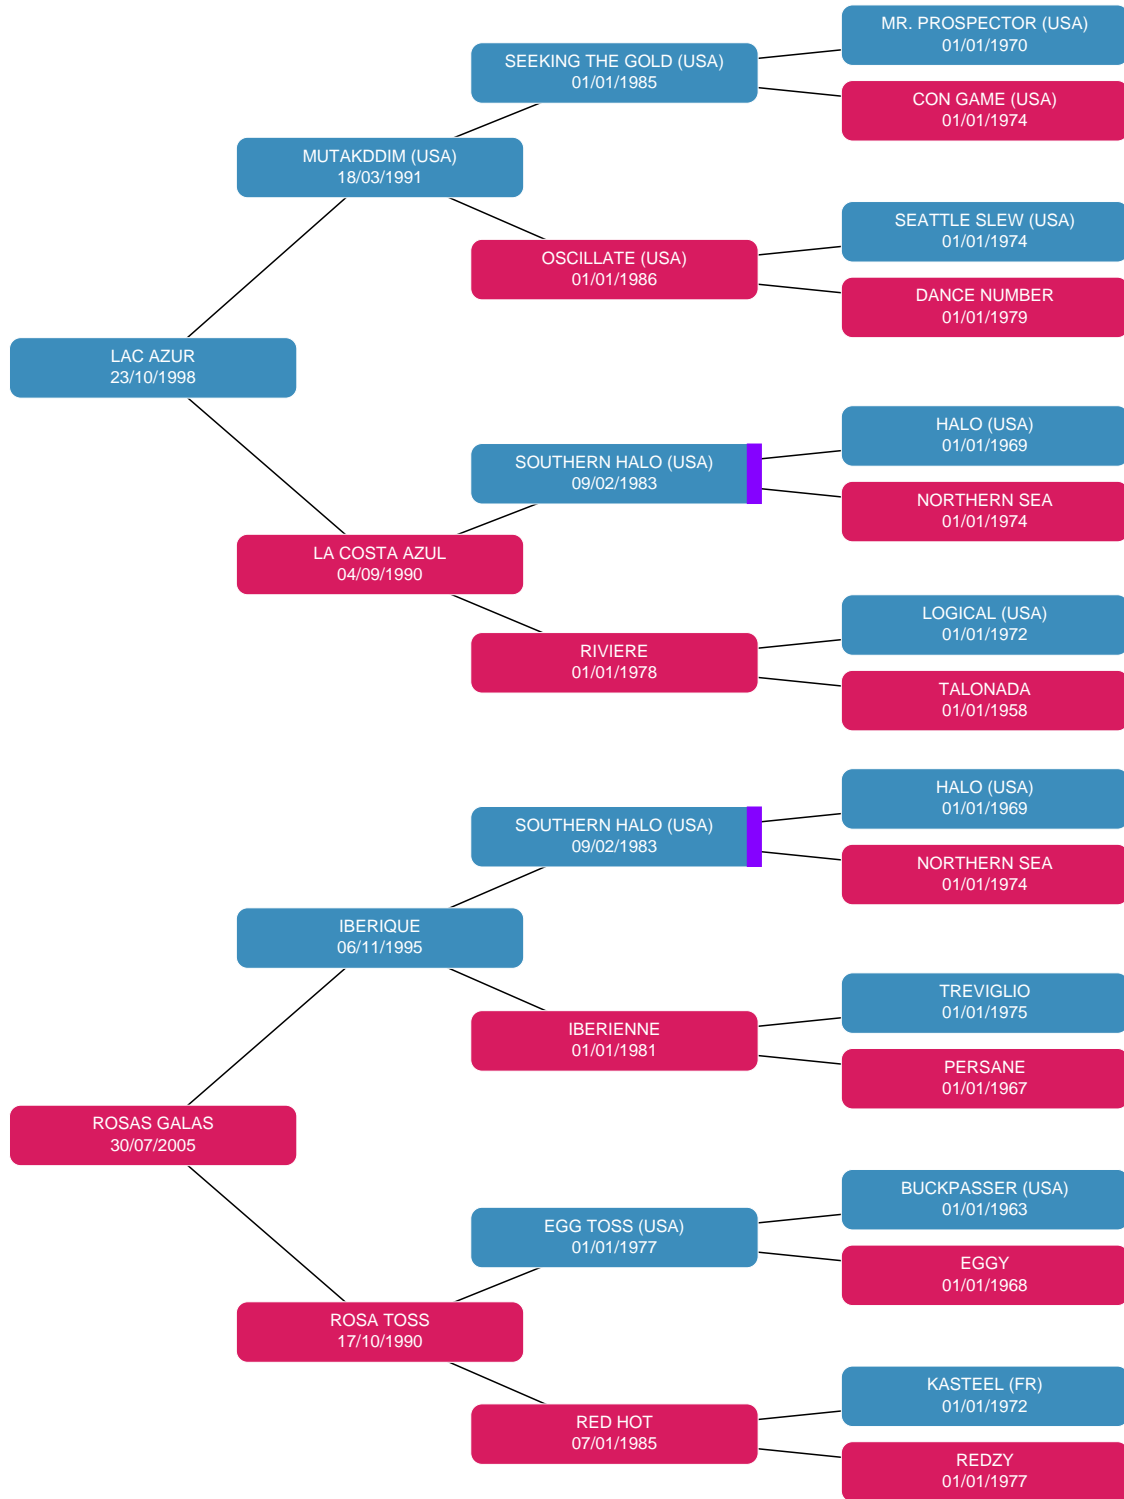 MR. PROSPECTOR (USA)
01/01/1970
SEEKING THE GOLD (USA)
01/01/1985
CON GAME (USA)
01/01/1974
MUTAKDDIM (USA)
18/03/1991
SEATTLE SLEW (USA)
01/01/1974
OSCILLATE (USA)
01/01/1986
DANCE NUMBER
01/01/1979
LAC AZUR
23/10/1998
HALO (USA)
01/01/1969
SOUTHERN HALO (USA)
09/02/1983
NORTHERN SEA
01/01/1974
LA COSTA AZUL
04/09/1990
LOGICAL (USA)
01/01/1972
RIVIERE
01/01/1978
TALONADA
01/01/1958
HALO (USA)
01/01/1969
SOUTHERN HALO (USA)
09/02/1983
NORTHERN SEA
01/01/1974
IBERIQUE
06/11/1995
TREVIGLIO
01/01/1975
IBERIENNE
01/01/1981
PERSANE
01/01/1967
ROSAS GALAS
30/07/2005
BUCKPASSER (USA)
01/01/1963
EGG TOSS (USA)
01/01/1977
EGGY
01/01/1968
ROSA TOSS
17/10/1990
KASTEEL (FR)
01/01/1972
RED HOT
07/01/1985
REDZY
01/01/1977